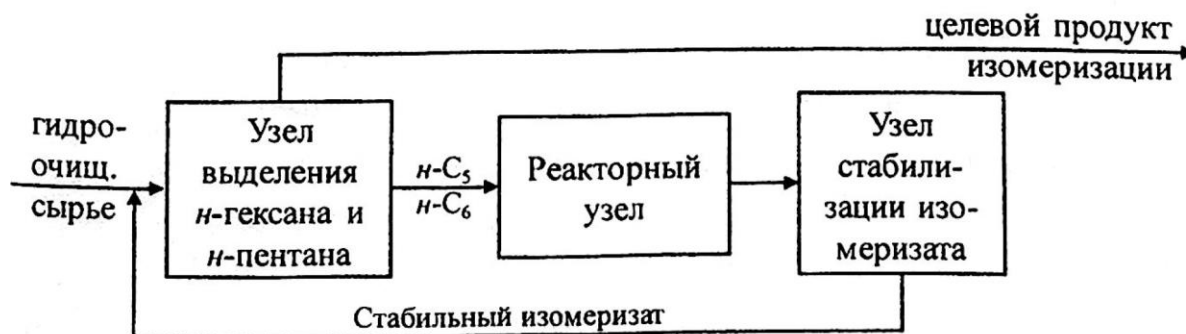 целевой продукт
изомеризации
гидро-
очищ.
сырье
Узел
выделения
н-гексана и
н-пентана
н-C₅
н-C₆
Реакторный
узел
Узел
стабили-
зации изо-
меризата
Стабильный изомеризат